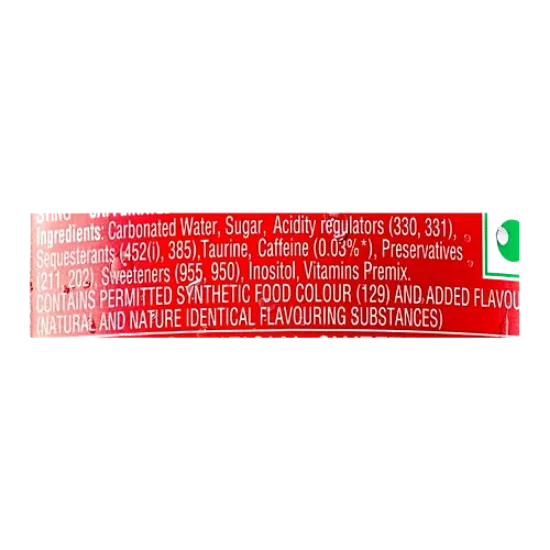 STING
Ingredients: Carbonated Water, Sugar, Acidity regulators (330, 331),
Sequesterants (452(i), 385),Taurine, Caffeine (0.03%*), Preservatives
(211, 202), Sweeteners (955, 950), Inositol, Vitamins Premix.
CONTAINS PERMITTED SYNTHETIC FOOD COLOUR (129) AND ADDED FLAVOU
(NATURAL AND NATURE IDENTICAL FLAVOURING SUBSTANCES)